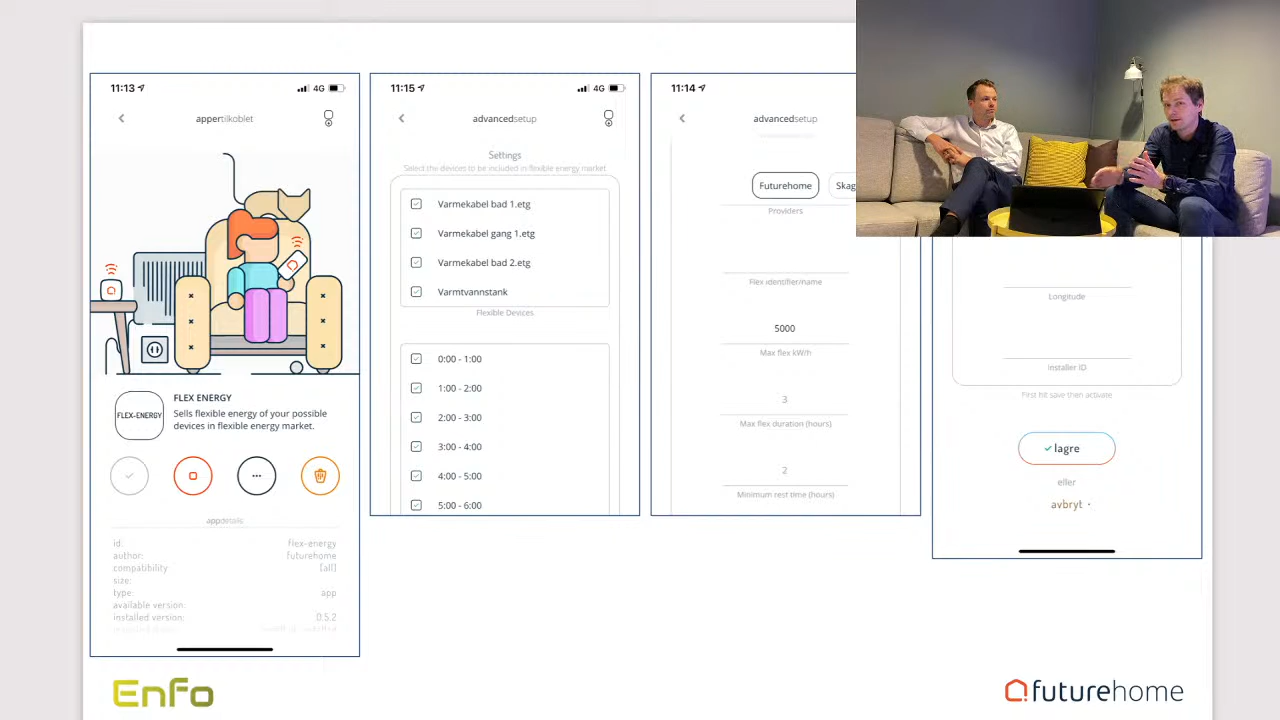 11:13
4G
appertilkoblet
FLEX-ENERGY
FLEX ENERGY
Sells flexible energy of your possible
devices in flexible energy market.
appdetails
id: flex-energy
author: futurehome
compatibility: [all]
size:
type: app
available version:
installed version: 0.5.2
11:15
4G
advancedsetup
Settings
Select the devices to be included in flexible energy market
Varmekabel bad 1.etg
Varmekabel gang 1.etg
Varmekabel bad 2.etg
Varmtvannstank
Flexible Devices
0:00 - 1:00
1:00 - 2:00
2:00 - 3:00
3:00 - 4:00
4:00 - 5:00
5:00 - 6:00
11:14
advancedsetup
Futurehome
Skag
Providers
Flex identifier/name
5000
Max flex kW/h
3
Max flex duration (hours)
2
Minimum rest time (hours)
Longitude
Installer ID
First hit save then activate
lagre
eller
avbryt
Enfo
futurehome